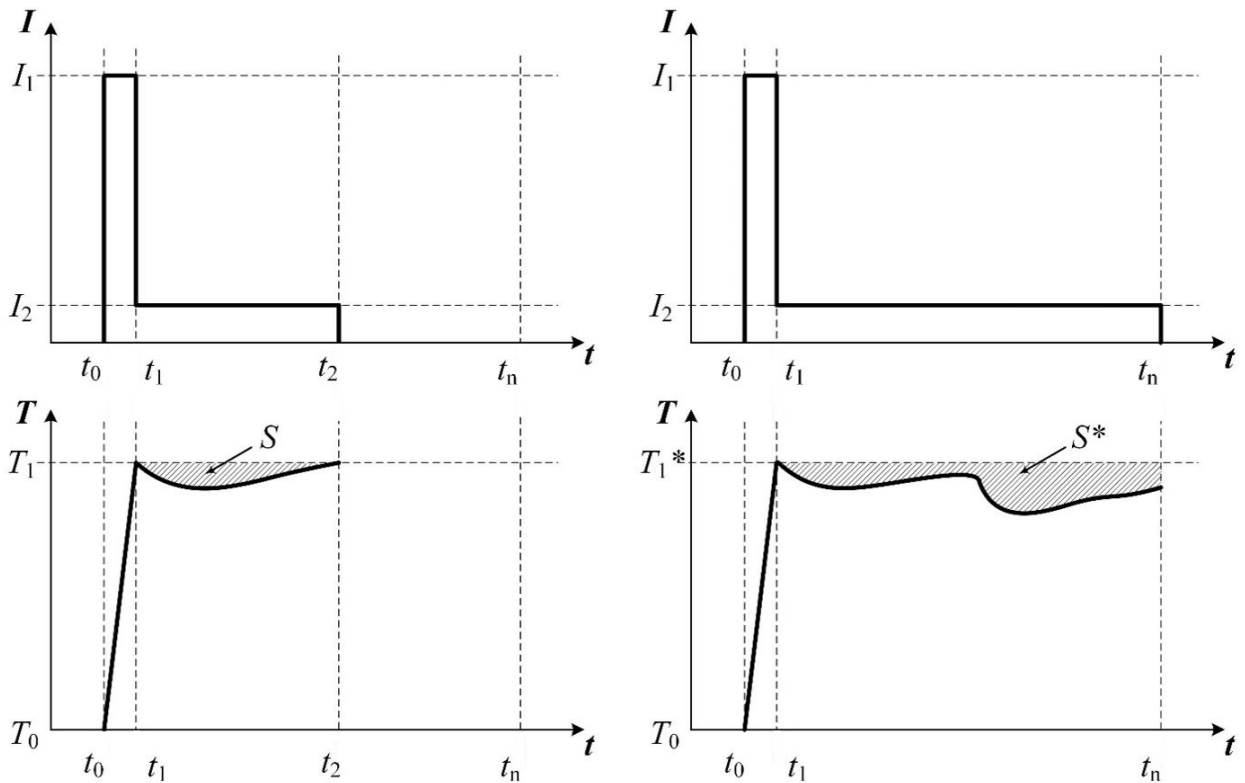 I I
I₁ I₁
I₂ I₂
t₀ t₁ t₂ tₙ t t₀ t₁ tₙ t
T T
S S*
T₁ T₁*
T₀ T₀
t₀ t₁ t₂ tₙ t t₀ t₁ tₙ t